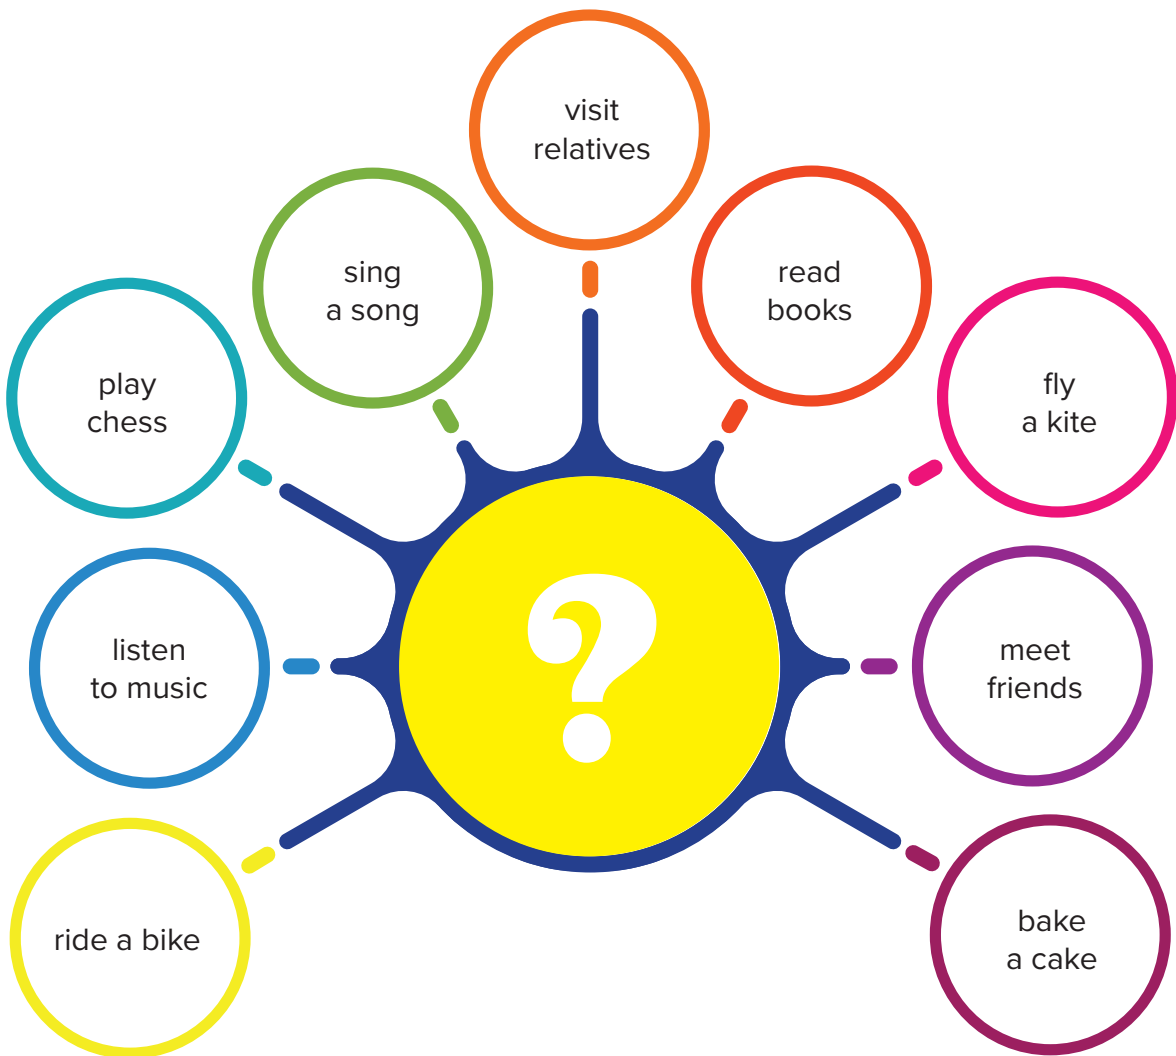 visit
relatives
sing
a song
read
books
play
chess
fly
a kite
?
listen
to music
meet
friends
ride a bike
bake
a cake